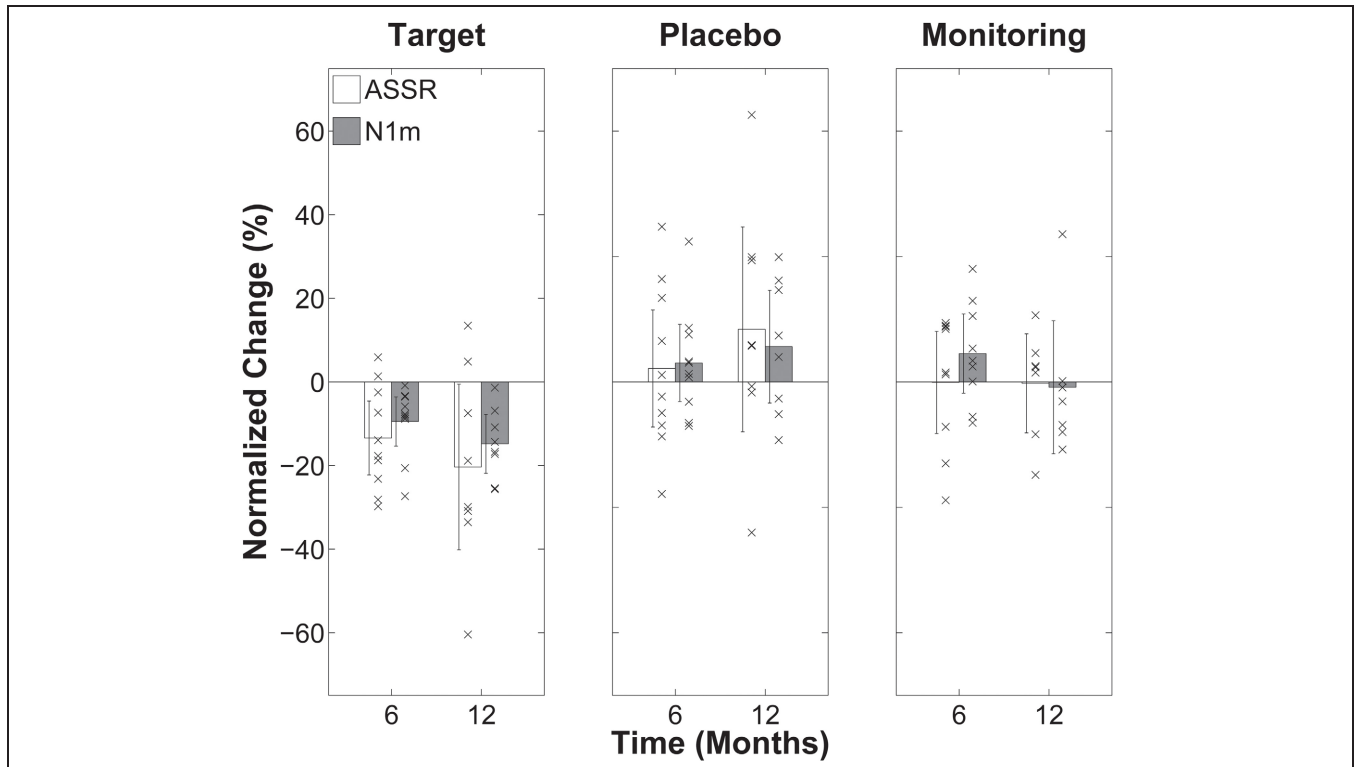 Target
Placebo
Monitoring
ASSR
N1m
60
40
20
0
−20
−40
−60
Normalized Change (%)
6
12
6
12
6
12
Time (Months)